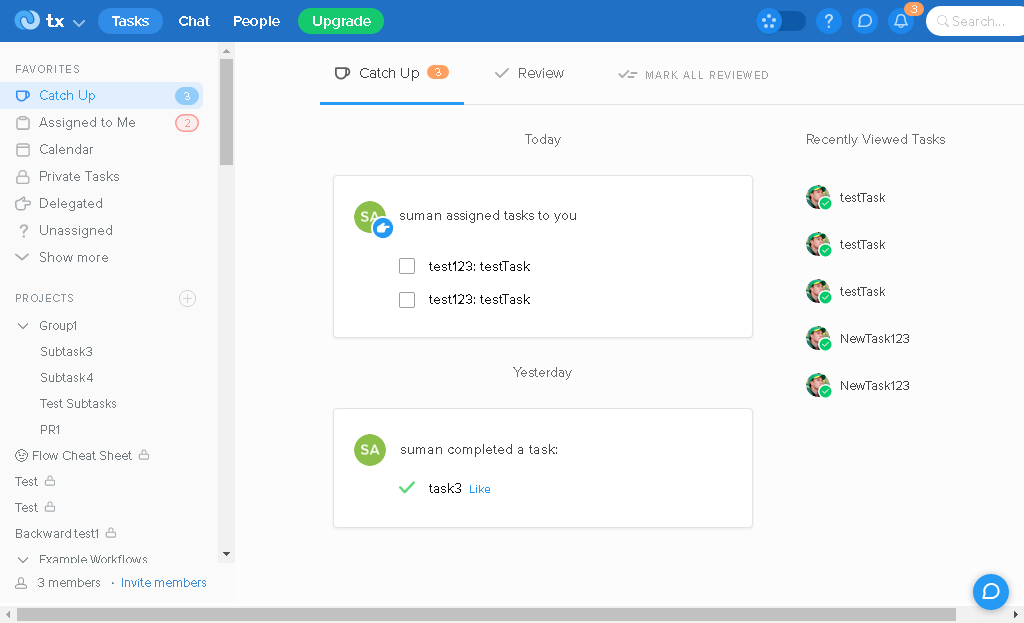 tx
Tasks
Chat
People
Upgrade
?
3
Search...
FAVORITES
Catch Up
3
Assigned to Me
2
Calendar
Private Tasks
Delegated
? Unassigned
Show more
PROJECTS
Group1
Subtask3
Subtask4
Test Subtasks
PR1
Flow Cheat Sheet
Test
Test
Backward test1
Example Workflows
3 members · Invite members
Catch Up 3
Review
MARK ALL REVIEWED
Today
SA
suman assigned tasks to you
test123: testTask
test123: testTask
Yesterday
SA
suman completed a task:
task3 Like
Recently Viewed Tasks
testTask
testTask
testTask
NewTask123
NewTask123